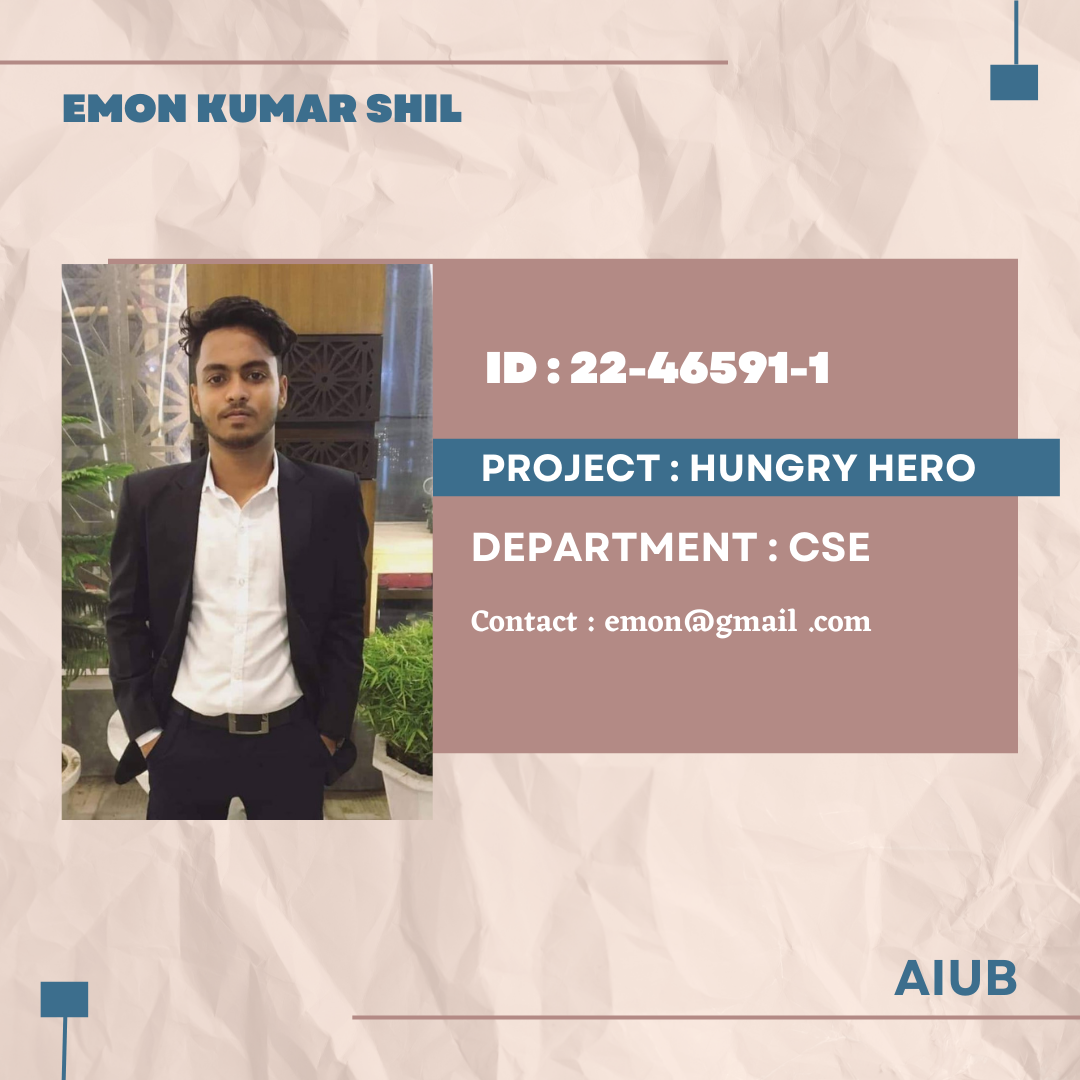 EMON KUMAR SHIL
ID : 22-46591-1
PROJECT : HUNGRY HERO
DEPARTMENT : CSE
Contact : emon@gmail .com
AIUB